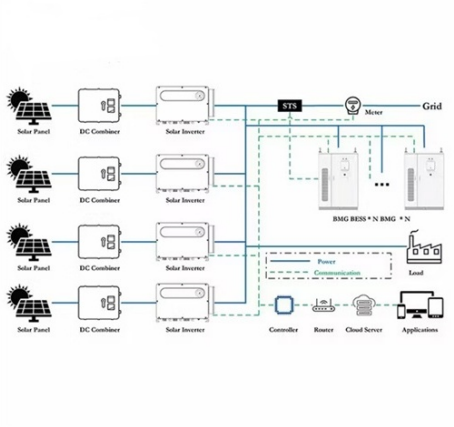 STS
Meter
Grid
Solar Panel
DC Combiner
Solar Inverter
Solar Panel
DC Combiner
Solar Inverter
BMG BESS * N BMG * N
Solar Panel
DC Combiner
Solar Inverter
Power
Communication
Load
Solar Panel
DC Combiner
Solar Inverter
Controller
Router
Cloud Server
Applications